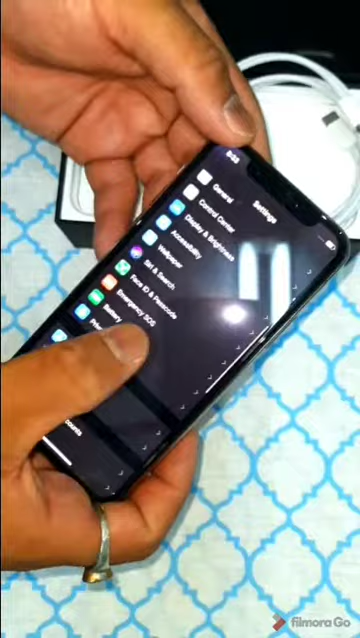 Settings
General
Control Center
Display & Brightness
Accessibility
Wallpaper
Siri & Search
Face ID & Passcode
Emergency SOS
Battery
filmora Go